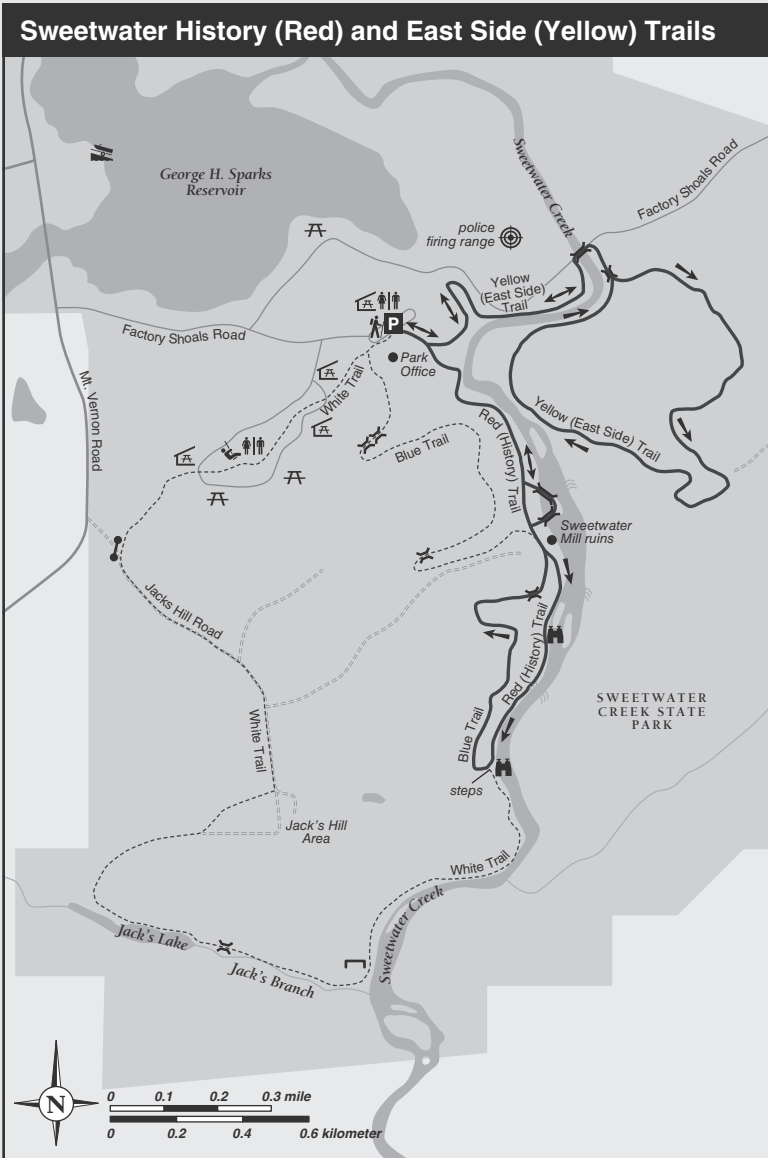 Sweetwater History (Red) and East Side (Yellow) Trails
George H. Sparks
Reservoir
Sweetwater Creek
Factory Shoals Road
police
firing range
Yellow
(East Side)
Trail
P
Factory Shoals Road
Park
Office
Mt. Vernon Road
White Trail
Blue Trail
Red (History) Trail
Yellow (East Side) Trail
Sweetwater
Mill ruins
Jacks Hill Road
Red (History) Trail
SWEETWATER
CREEK STATE
PARK
White Trail
Blue Trail
steps
Jack's Hill
Area
White Trail
Sweetwater Creek
Jack's Lake
Jack's Branch
N
0 0.1 0.2 0.3 mile
0 0.2 0.4 0.6 kilometer